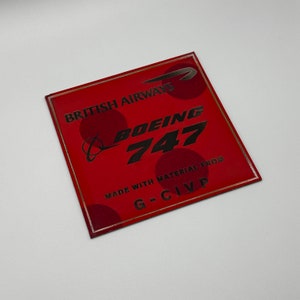 BRITISH AIRWAYS
BOEING
747
MADE WITH MATERIAL FROM
G-CIVP